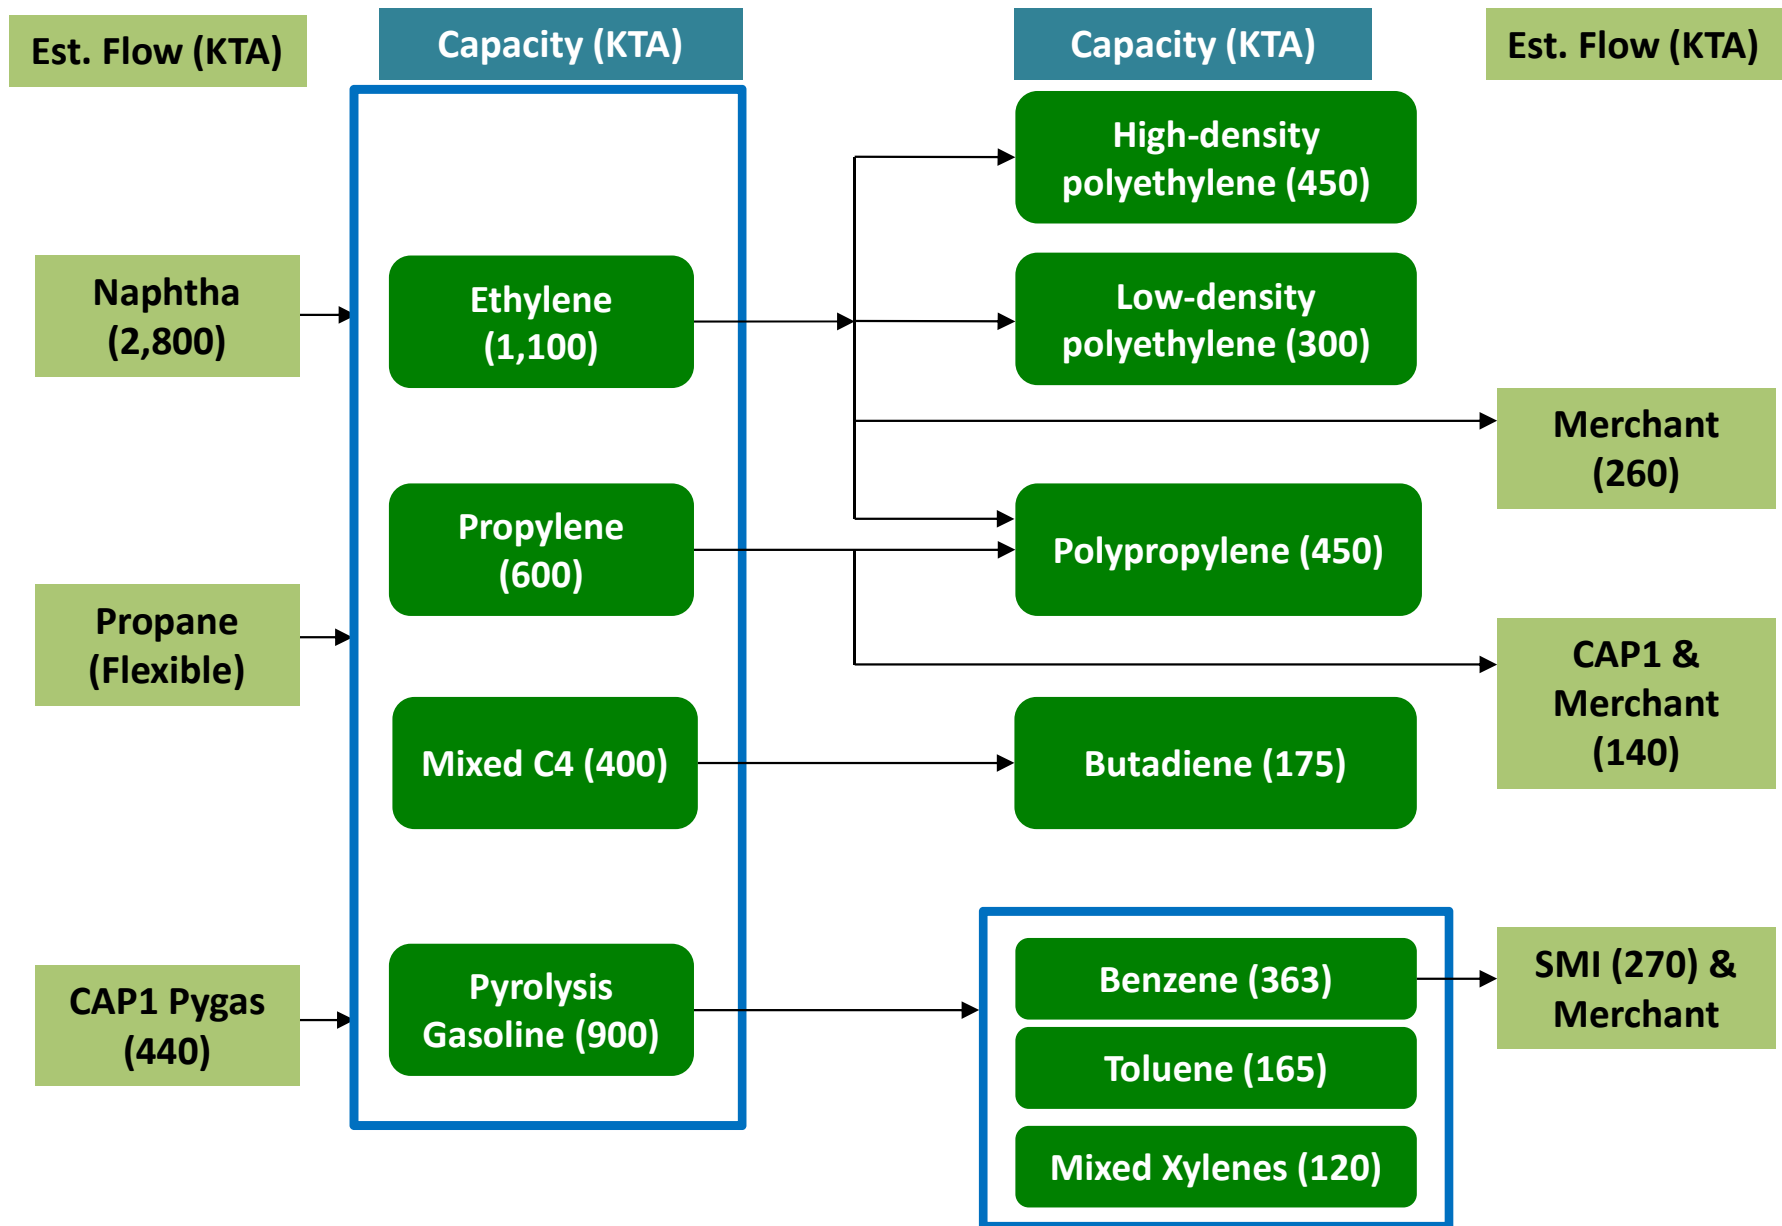 Est. Flow (KTA)
Capacity (KTA)
Capacity (KTA)
Est. Flow (KTA)
Naphtha
(2,800)
Propane
(Flexible)
CAP1 Pygas
(440)
Ethylene
(1,100)
Propylene
(600)
Mixed C4 (400)
Pyrolysis
Gasoline (900)
High-density
polyethylene (450)
Low-density
polyethylene (300)
Polypropylene (450)
Butadiene (175)
Benzene (363)
Toluene (165)
Mixed Xylenes (120)
Merchant
(260)
CAP1 &
Merchant
(140)
SMI (270) &
Merchant